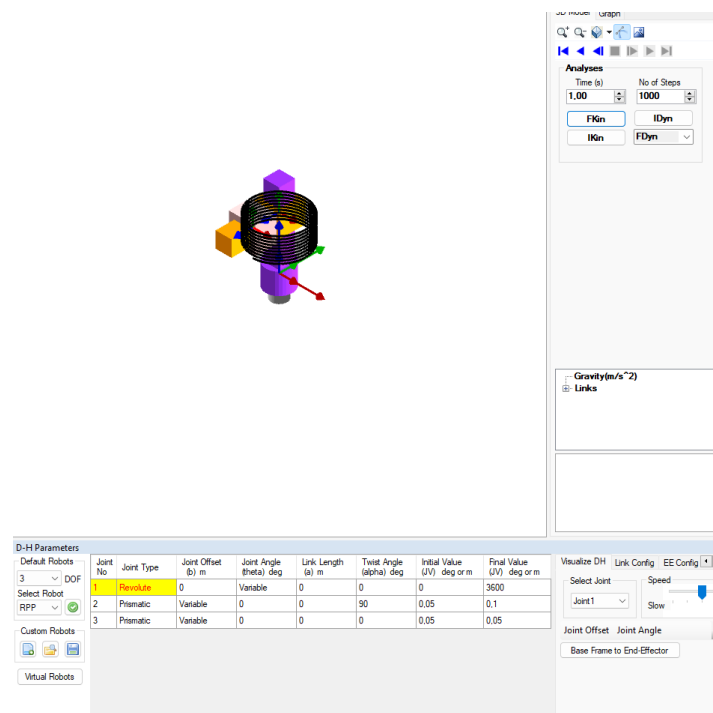 3D Model Graph
Analyses
Time (s) No of Steps
1,00 1000
FKin IDyn
IKin FDyn
Gravity(m/s^2)
Links
D-H Parameters
Default Robots
3 DOF
Select Robot
RPP
Custom Robots
Virtual Robots
Joint No Joint Type Joint Offset (b) m Joint Angle (theta) deg Link Length (a) m Twist Angle (alpha) deg Initial Value (JV) deg or m Final Value (JV) deg or m
1 Revolute 0 Variable 0 0 0 3600
2 Prismatic Variable 0 0 90 0,05 0,1
3 Prismatic Variable 0 0 0 0,05 0,05
Visualize DH Link Config EE Config
Select Joint Speed
Joint1 Slow
Joint Offset Joint Angle
Base Frame to End-Effector